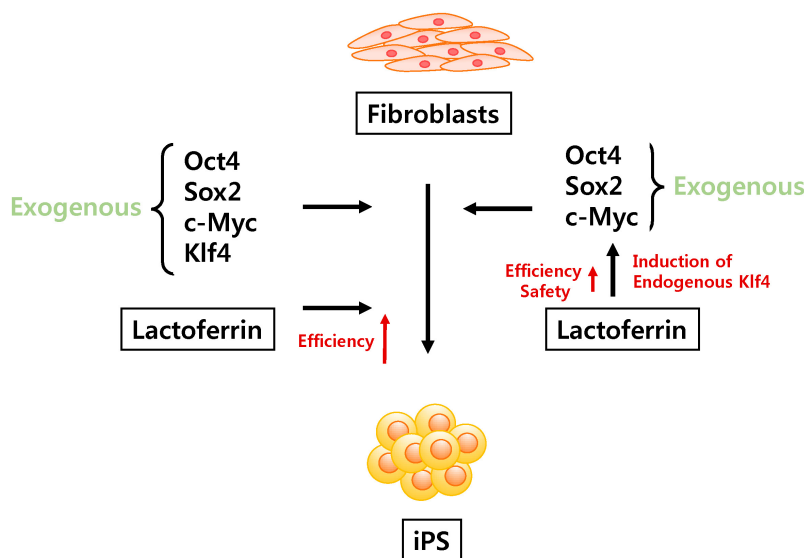 Fibroblasts
Exogenous
Oct4
Sox2
c-Myc
Klf4
Lactoferrin
Efficiency
Oct4
Sox2
c-Myc
Exogenous
Efficiency
Safety
Induction of
Endogenous Klf4
Lactoferrin
iPS